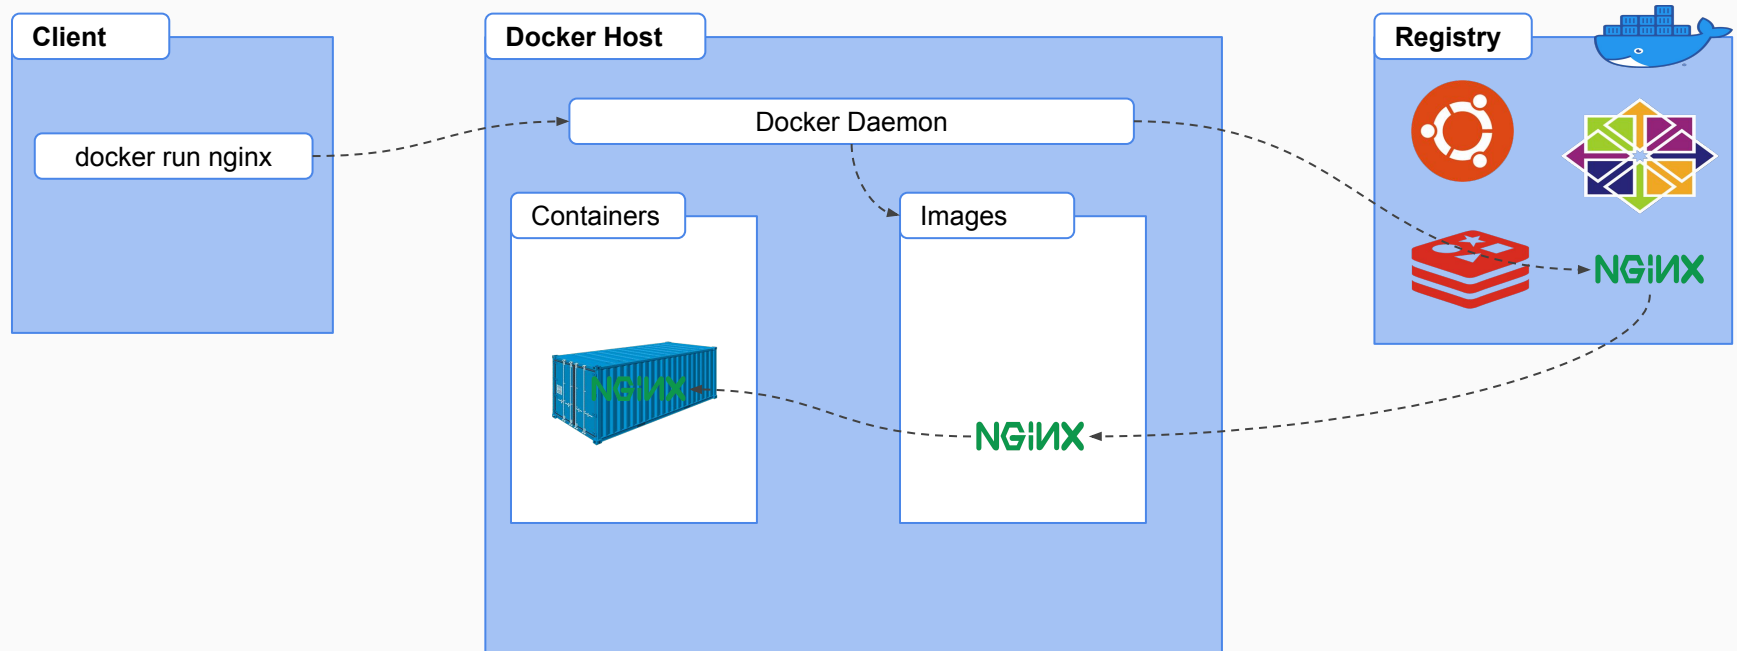 Client
docker run nginx
Docker Host
Docker Daemon
Containers
NGiNX
Images
NGiNX
Registry
NGiNX